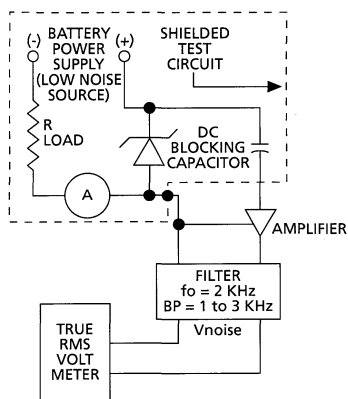 (-) BATTERY (+)
POWER
SUPPLY
(LOW NOISE
SOURCE)
SHIELDED
TEST
CIRCUIT
R
LOAD
DC
BLOCKING
CAPACITOR
A
AMPLIFIER
FILTER
fo = 2 KHz
BP = 1 to 3 KHz
Vnoise
TRUE
RMS
VOLT
METER